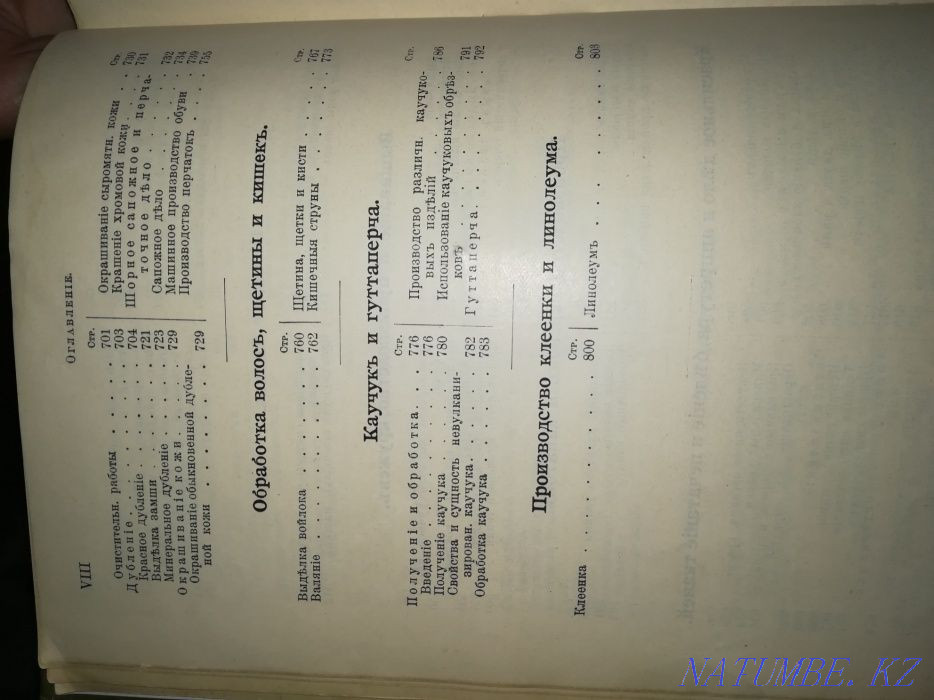 VIII
ОГЛАВЛЕНІЕ.
СТР.
Очистительн. работы . . . . 701
Дубленіе . . . . . . . . 703
Красное дубленіе . . . . . 704
Выдѣлка замши . . . . . . 721
Минеральное дубленіе . . . . 723
Окрашиваніе кожи . . . . 729
Окрашиваніе обыкновенной дубле-
ной кожи . . . . . . . 729
СТР.
Окрашиваніе сыромятн. кожи . 730
Крашеніе хромовой кожи . . . 731
Шорное сапожное и перча-
точное дѣло . . . . . . 732
Сапожное дѣло . . . . . . 734
Машинное производство обуви . 739
Производство перчатокъ . . . 755
Обработка волосъ, щетины и кишекъ.
СТР.
Выдѣлка войлока . . . . . . 760
Валяніе . . . . . . . . . 762
СТР.
Щетина, щетки и кисти . . . 767
Кишечныя струны . . . . . 773
Каучукъ и гуттаперча.
СТР.
Полученіе и обработка . . . 776
Введеніе . . . . . . . . . 776
Полученіе каучука . . . . . 780
Свойства и сущность невулкани-
зирован. каучука . . . . . 782
Обработка каучука . . . . . 783
СТР.
Производство различн. каучуко-
выхъ издѣлій . . . . . . 786
Использованіе каучуковыхъ обрѣз-
ковъ . . . . . . . . . 791
Гуттаперча . . . . . . . 792
Производство клеенки и линолеума.
СТР.
Клеенка . . . . . . . . . 800
СТР.
Линолеумъ . . . . . . . . 808
NATUMBE.KZ